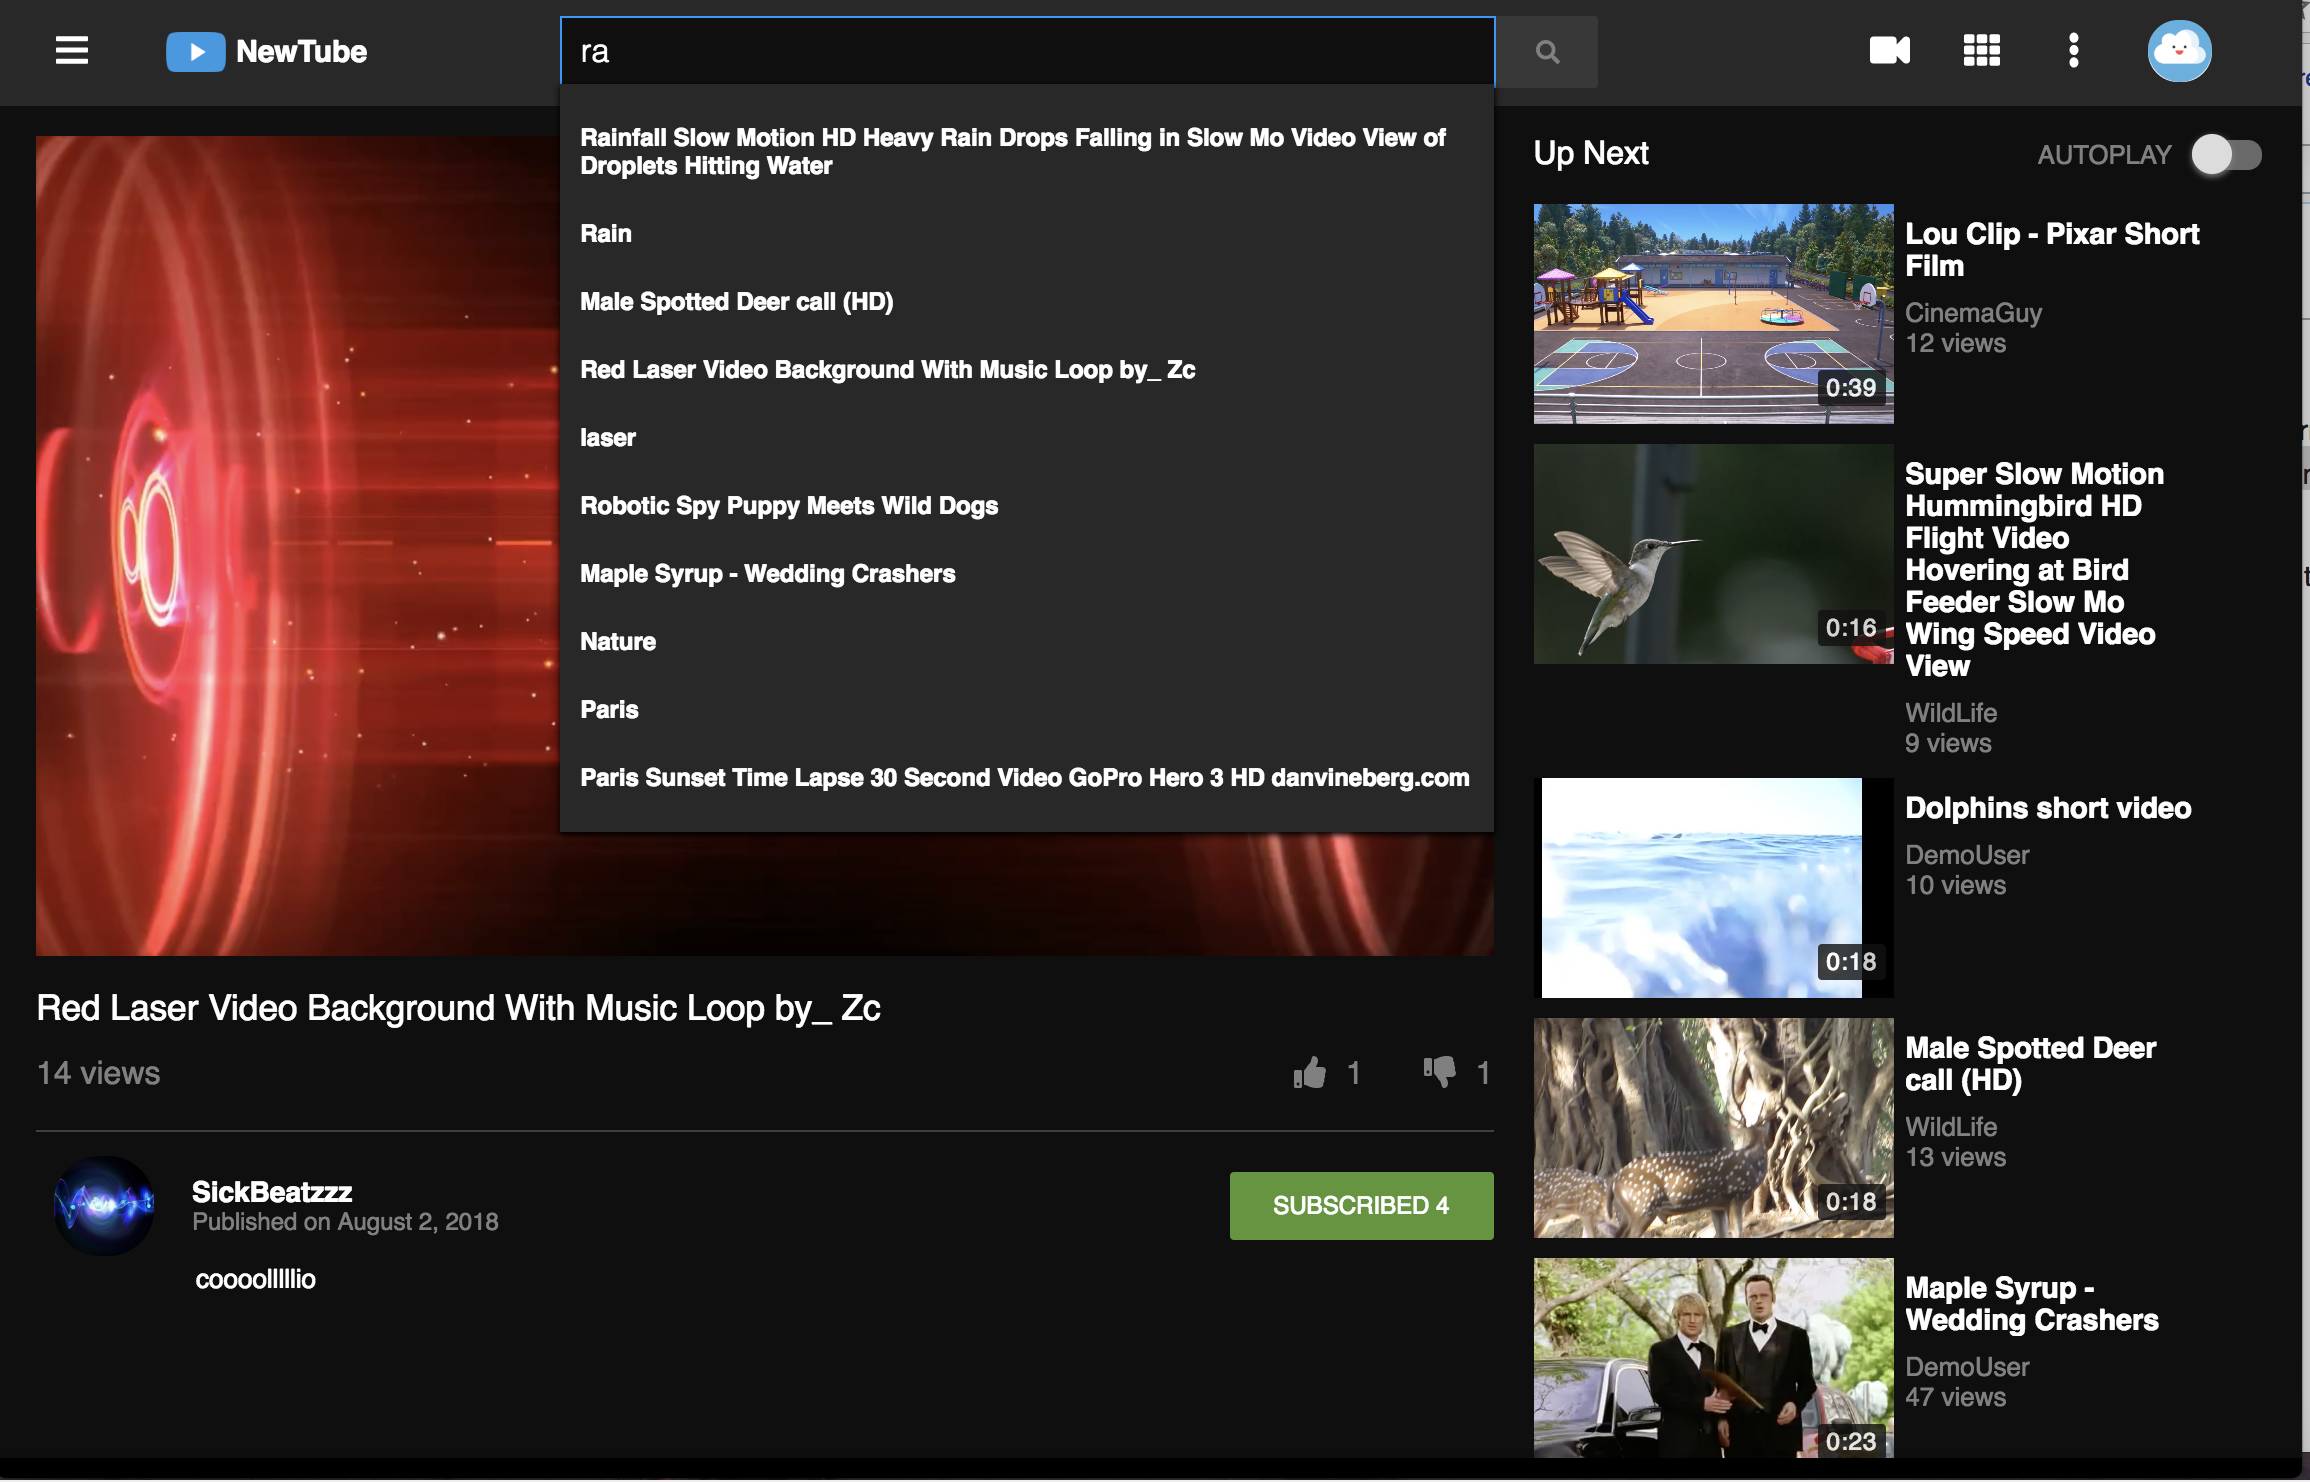 NewTube
ra
Rainfall Slow Motion HD Heavy Rain Drops Falling in Slow Mo Video View of
Droplets Hitting Water
Rain
Male Spotted Deer call (HD)
Red Laser Video Background With Music Loop by_ Zc
laser
Robotic Spy Puppy Meets Wild Dogs
Maple Syrup - Wedding Crashers
Nature
Paris
Paris Sunset Time Lapse 30 Second Video GoPro Hero 3 HD danvineberg.com
Red Laser Video Background With Music Loop by_ Zc
14 views
1
1
SickBeatzzz
Published on August 2, 2018
SUBSCRIBED 4
coooolllllio
Up Next
AUTOPLAY
0:39
Lou Clip - Pixar Short
Film
CinemaGuy
12 views
0:16
Super Slow Motion
Hummingbird HD
Flight Video
Hovering at Bird
Feeder Slow Mo
Wing Speed Video
View
WildLife
9 views
0:18
Dolphins short video
DemoUser
10 views
0:18
Male Spotted Deer
call (HD)
WildLife
13 views
0:23
Maple Syrup -
Wedding Crashers
DemoUser
47 views